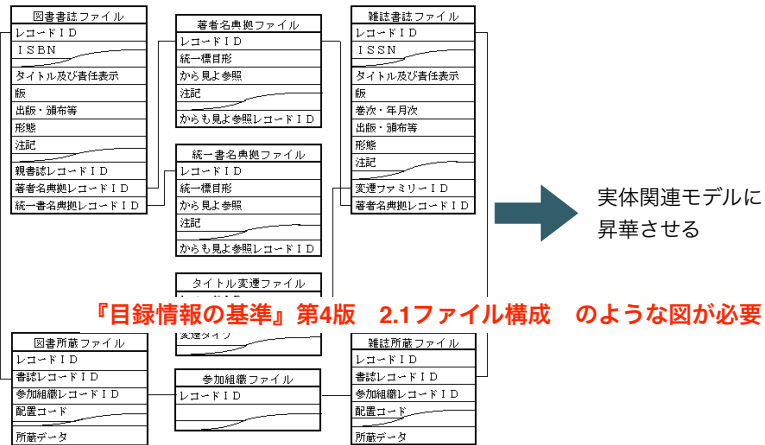 図書書誌ファイル
レコードＩＤ
ＩＳＢＮ
タイトル及び責任表示
版
出版・頒布等
形態
注記
親書誌レコードＩＤ
著者名典拠レコードＩＤ
統一書名典拠レコードＩＤ
著者名典拠ファイル
レコードＩＤ
統一標目形
から見よ参照
注記
からも見よ参照レコードＩＤ
統一書名典拠ファイル
レコードＩＤ
統一標目形
から見よ参照
注記
からも見よ参照レコードＩＤ
タイトル変遷ファイル
変遷タイプ
雑誌書誌ファイル
レコードＩＤ
ＩＳＳＮ
タイトル及び責任表示
版
巻次・年月次
出版・頒布等
形態
注記
変遷ファミリーＩＤ
著者名典拠レコードＩＤ
実体関連モデルに
昇華させる
『目録情報の基準』第4版　2.1ファイル構成　のような図が必要
図書所蔵ファイル
レコードＩＤ
書誌レコードＩＤ
参加組織レコードＩＤ
配置コード
所蔵データ
参加組織ファイル
レコードＩＤ
雑誌所蔵ファイル
レコードＩＤ
書誌レコードＩＤ
参加組織レコードＩＤ
配置コード
所蔵データ